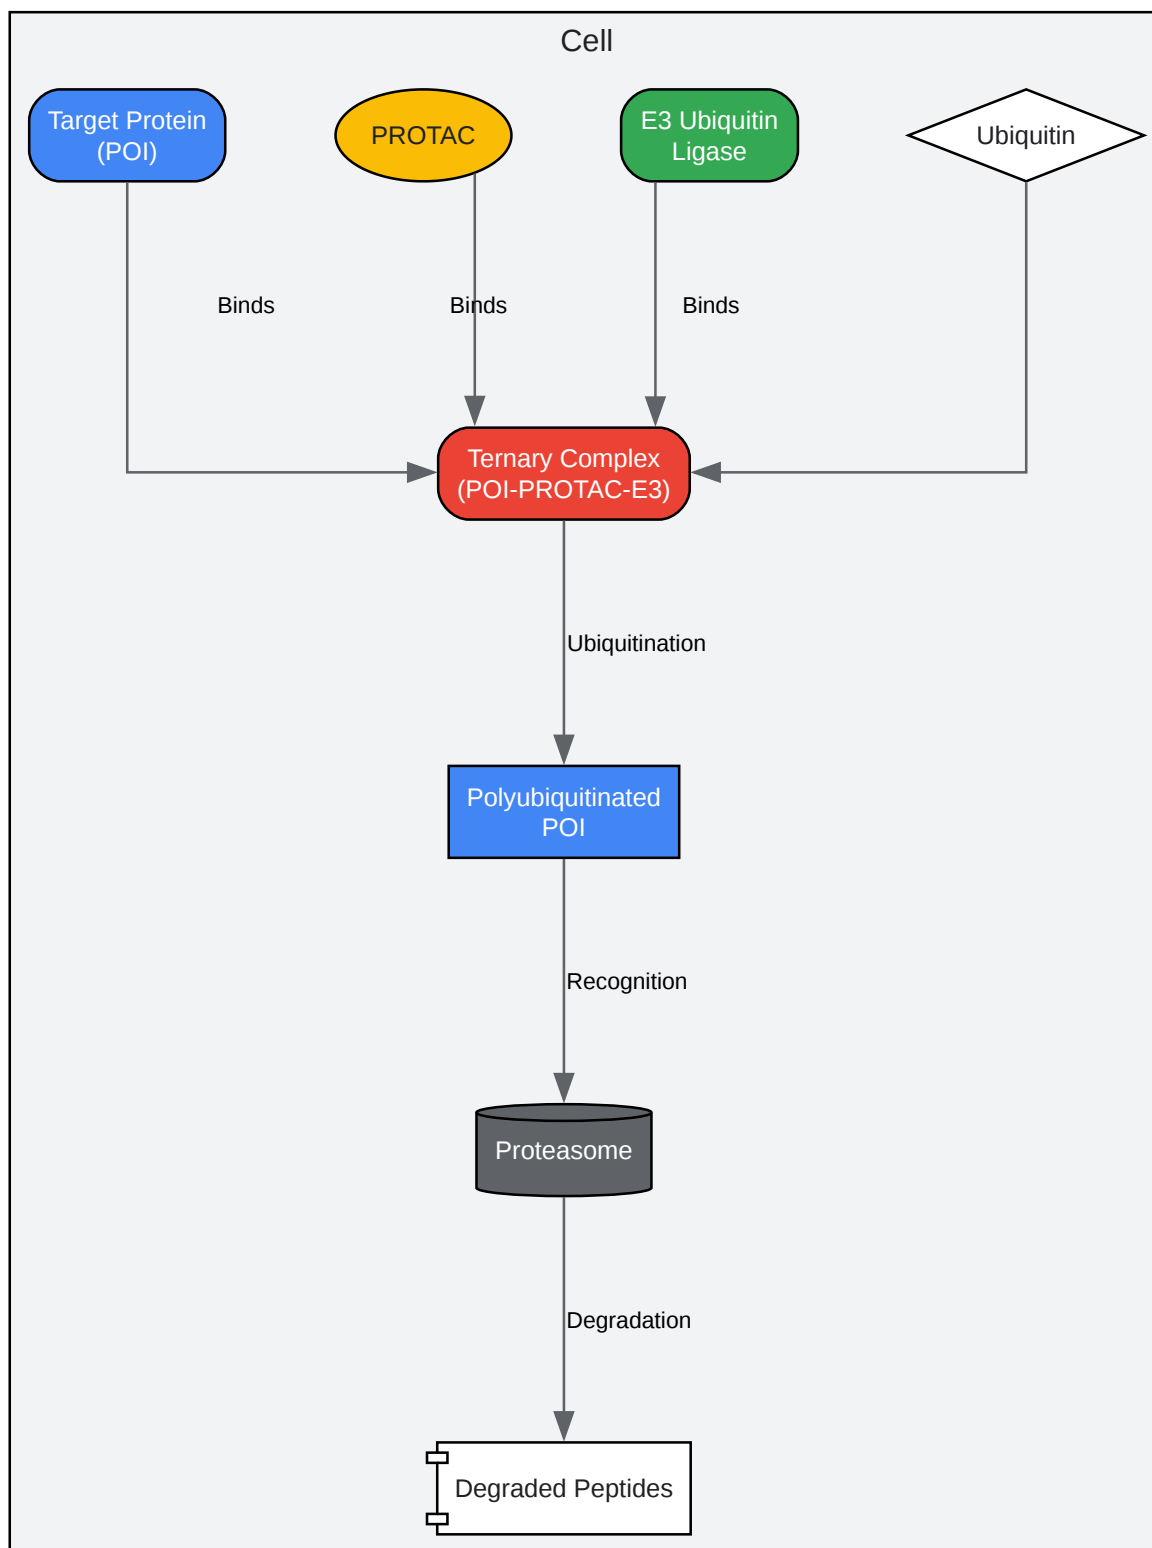 Cell
Target Protein
(POI)
PROTAC
E3 Ubiquitin
Ligase
Ubiquitin
Binds
Binds
Binds
Ternary Complex
(POI-PROTAC-E3)
Ubiquitination
Polyubiquitinated
POI
Recognition
Proteasome
Degradation
Degraded Peptides